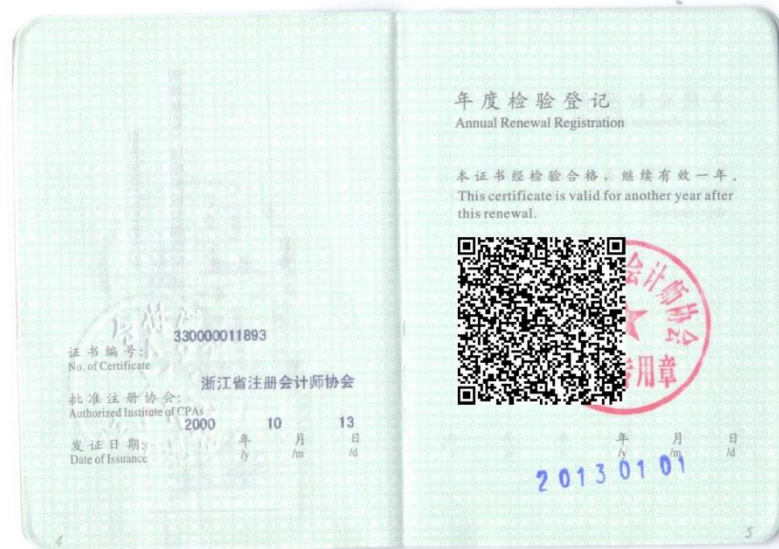 证书编号:
330000011893
No. of Certificate
批准注册协会:
浙江省注册会计师协会
Authorized Institute of CPAs
发证日期:
2000 年 10 月 13 日
Date of Issuance
/y /m /d
4
年度检验登记
Annual Renewal Registration
本证书经检验合格，继续有效一年。
This certificate is valid for another year after
this renewal.
会计师协会
专用章
年 月 日
/y /m /d
2013 01 01
5